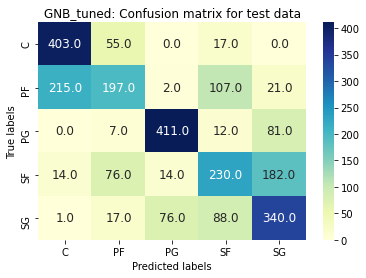 GNB_tuned: Confusion matrix for test data
True labels
C 403.0 55.0 0.0 17.0 0.0
PF 215.0 197.0 2.0 107.0 21.0
PG 0.0 7.0 411.0 12.0 81.0
SF 14.0 76.0 14.0 230.0 182.0
SG 1.0 17.0 76.0 88.0 340.0
C PF PG SF SG
Predicted labels
400
350
300
250
200
150
100
50
0